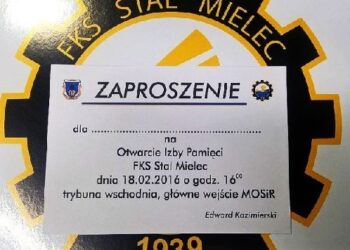 FKS STAL MIELEC
ZAPROSZENIE
dla ........................................................
na
Otwarcie Izby Pamięci
FKS Stal Mielec
dnia 18.02.2016 o godz. 16⁰⁰
trybuna wschodnia, główne wejście MOSiR
Edward Kazimierski
1939